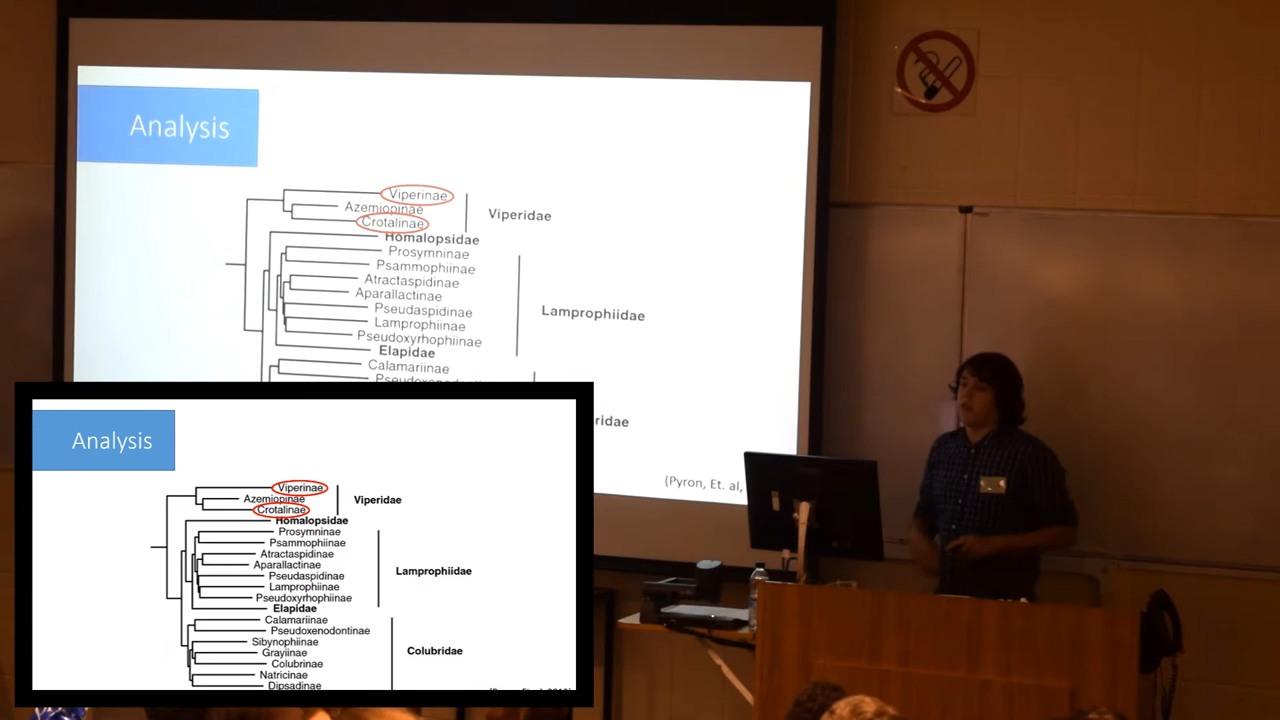 Analysis
Viperinae
Azemiopinae
Crotalinae
Viperidae
Homalopsidae
Prosymninae
Psammophiinae
Atractaspidinae
Aparallactinae
Pseudaspidinae
Lamprophiinae
Pseudoxyrhophiinae
Lamprophiidae
Elapidae
Calamariinae
ridae
(Pyron, Et. al,
Analysis
Viperinae
Azemiopinae
Crotalinae
Viperidae
Homalopsidae
Prosymninae
Psammophiinae
Atractaspidinae
Aparallactinae
Pseudaspidinae
Lamprophiinae
Pseudoxyrhophiinae
Lamprophiidae
Elapidae
Calamariinae
Pseudoxenodontinae
Sibynophiinae
Grayiinae
Colubrinae
Natricinae
Dipsadinae
Colubridae